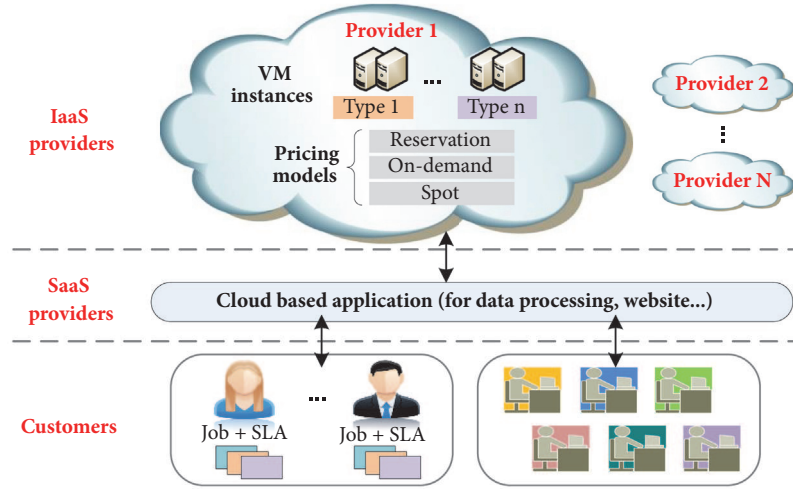 Provider 1
VM
instances
...
Type 1
Type n
IaaS
providers
Pricing
models
Reservation
On-demand
Spot
Provider 2
...
Provider N
SaaS
providers
Cloud based application (for data processing, website...)
Customers
...
Job + SLA
Job + SLA